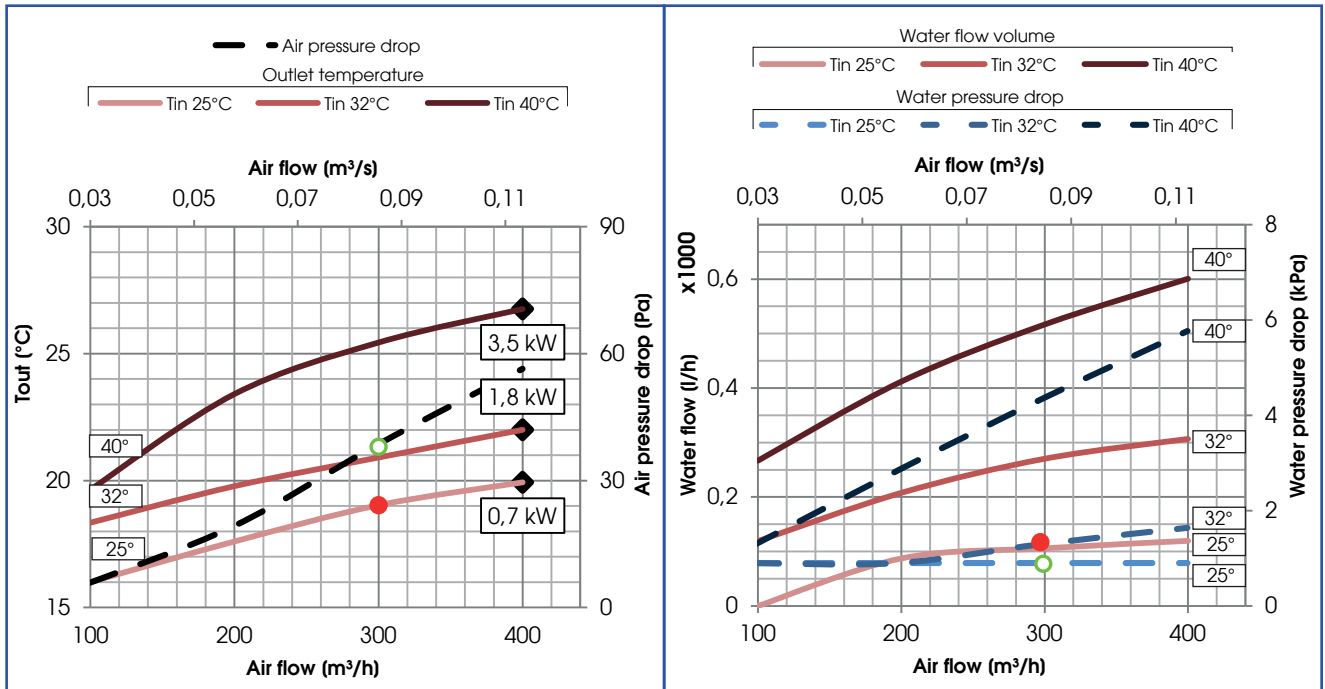 Air pressure drop
Outlet temperature
Tin 25°C Tin 32°C Tin 40°C
Air flow (m³/s)
0,03 0,05 0,07 0,09 0,11
30 90
25 60
20 30
15 0
Tout (°C)
Air pressure drop (Pa)
40°
32°
25°
3,5 kW
1,8 kW
0,7 kW
100 200 300 400
Air flow (m³/h)
Water flow volume
Tin 25°C Tin 32°C Tin 40°C
Water pressure drop
Tin 25°C Tin 32°C Tin 40°C
Air flow (m³/s)
0,03 0,05 0,07 0,09 0,11
x1000
Water flow (l/h)
0,6
0,4
0,2
0
8
6
4
2
0
Water pressure drop (kPa)
40°
40°
32°
32°
25°
25°
100 200 300 400
Air flow (m³/h)